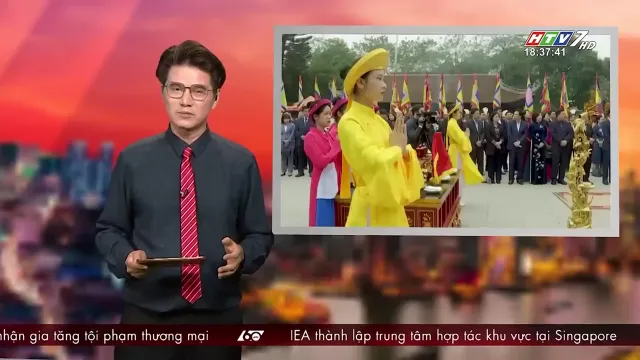 HTV7 HD
18:37:41
nhận gia tăng tội phạm thương mại 60 IEA thành lập trung tâm hợp tác khu vực tại Singapore